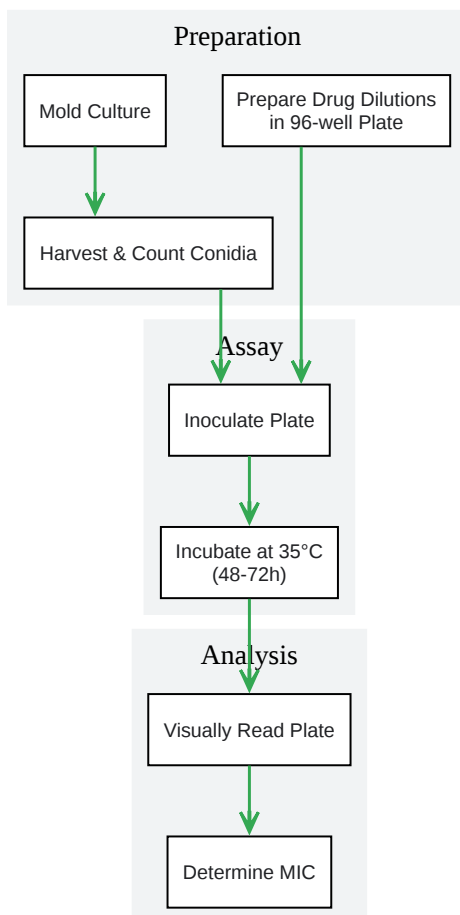 Preparation
Mold Culture
Prepare Drug Dilutions
in 96-well Plate
Harvest & Count Conidia
Assay
Inoculate Plate
Incubate at 35°C
(48-72h)
Analysis
Visually Read Plate
Determine MIC